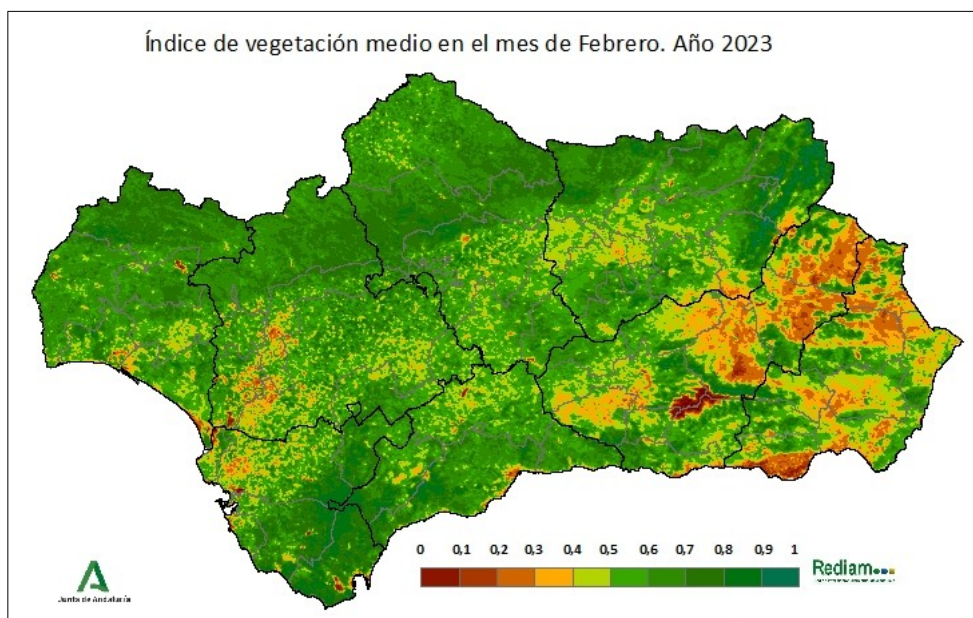 Índice de vegetación medio en el mes de Febrero. Año 2023
0 0,1 0,2 0,3 0,4 0,5 0,6 0,7 0,8 0,9 1
Junta de Andalucía
Rediam